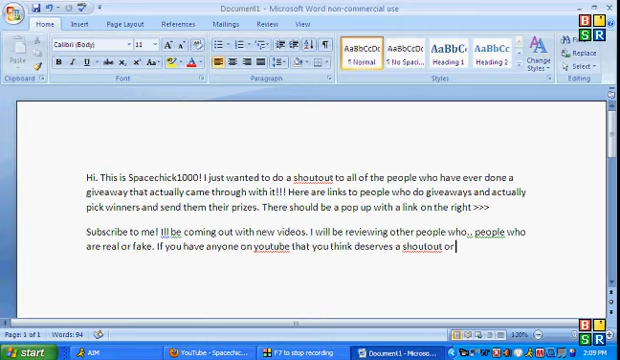 Document1 - Microsoft Word non-commercial use
Home Insert Page Layout References Mailings Review View
Calibri (Body) 11
AaBbCcDc AaBbCcDc AaBbC AaBbCc
¶ Normal ¶ No Spaci... Heading 1 Heading 2
Change Styles
Find
Replace
Select
Paste
Clipboard Font Paragraph Styles Editing
B S R
Hi. This is Spacechick1000! I just wanted to do a shoutout to all of the people who have ever done a
giveaway that actually came through with it!!! Here are links to people who do giveaways and actually
pick winners and send them their prizes. There should be a pop up with a link on the right >>>
Subscribe to me! Ill be coming out with new videos. I will be reviewing other people who,, people who
are real or fake. If you have anyone on youtube that you think deserves a shoutout or
Page: 1 of 1 Words: 94 130%
B S R
start AIM YouTube - Spacechic... F7 to stop recording Document1 - Microsof... 50° 2:09 PM